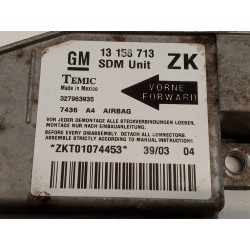 GM 13 158 713 ZK
SDM Unit
TEMIC
Made in Mexico
327963935
VORNE
FORWARD
7436 A4 AIRBAG
VOR JEDER DEMONTAGE ALLE STECKVERBINDUNGEN LOESEN.
NUR NACH EINBAUANLEITUNG EINBAUEN.
BEFORE EVERY DISASSEMBLY, DETACH ALL CONNECTORS.
ASSEMBLE STRICTLY ACCORDING TO MANUAL INSTRUCTIONS
*ZKT01074453* 39/03 04